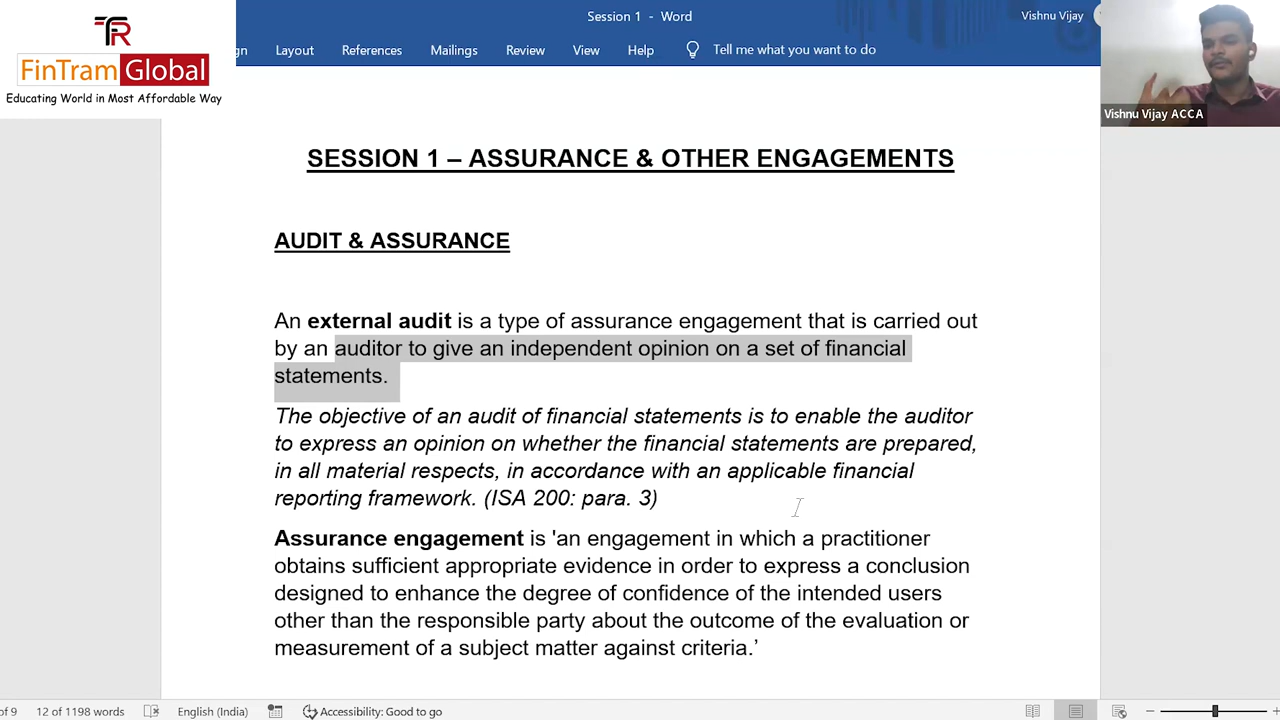 Session 1 - Word
Vishnu Vijay
TR
FinTram Global
Educating World in Most Affordable Way
Layout References Mailings Review View Help Tell me what you want to do
Vishnu Vijay ACCA
SESSION 1 – ASSURANCE & OTHER ENGAGEMENTS
AUDIT & ASSURANCE
An external audit is a type of assurance engagement that is carried out
by an auditor to give an independent opinion on a set of financial
statements.
The objective of an audit of financial statements is to enable the auditor
to express an opinion on whether the financial statements are prepared,
in all material respects, in accordance with an applicable financial
reporting framework. (ISA 200: para. 3)
Assurance engagement is 'an engagement in which a practitioner
obtains sufficient appropriate evidence in order to express a conclusion
designed to enhance the degree of confidence of the intended users
other than the responsible party about the outcome of the evaluation or
measurement of a subject matter against criteria.’
of 9 12 of 1198 words English (India) Accessibility: Good to go